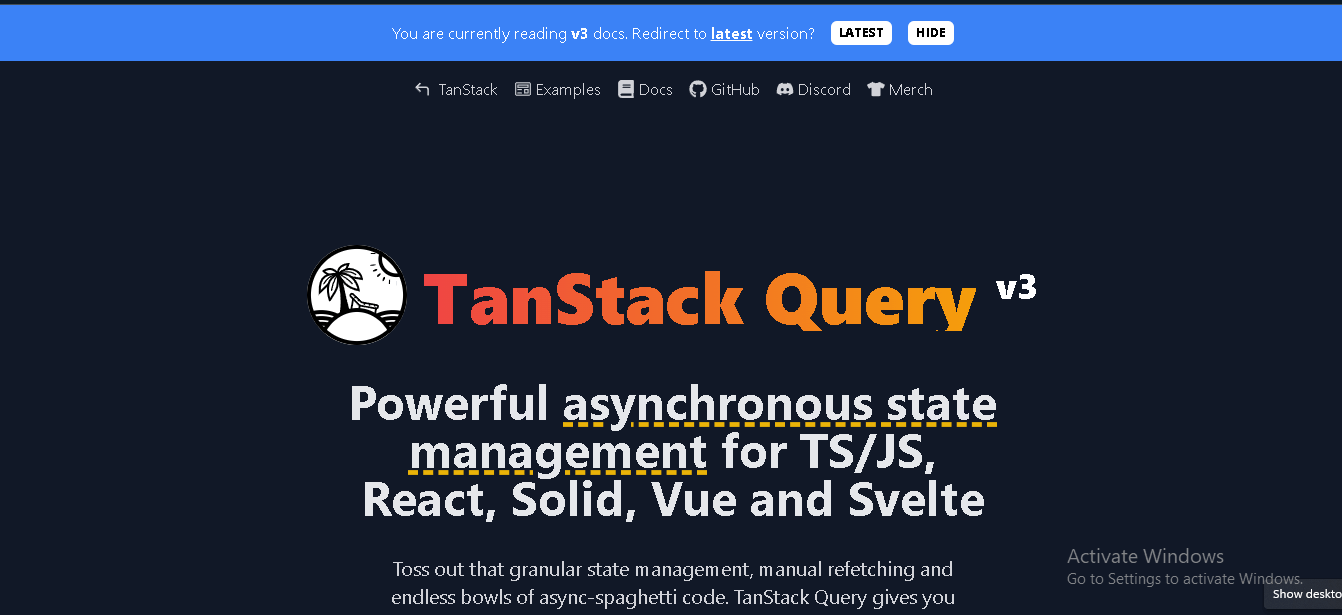 You are currently reading v3 docs. Redirect to latest version? LATEST HIDE
TanStack Examples Docs GitHub Discord Merch
TanStack Query v3
Powerful asynchronous state
management for TS/JS,
React, Solid, Vue and Svelte
Toss out that granular state management, manual refetching and
endless bowls of async-spaghetti code. TanStack Query gives you
Activate Windows
Go to Settings to activate Windows.
Show deskto